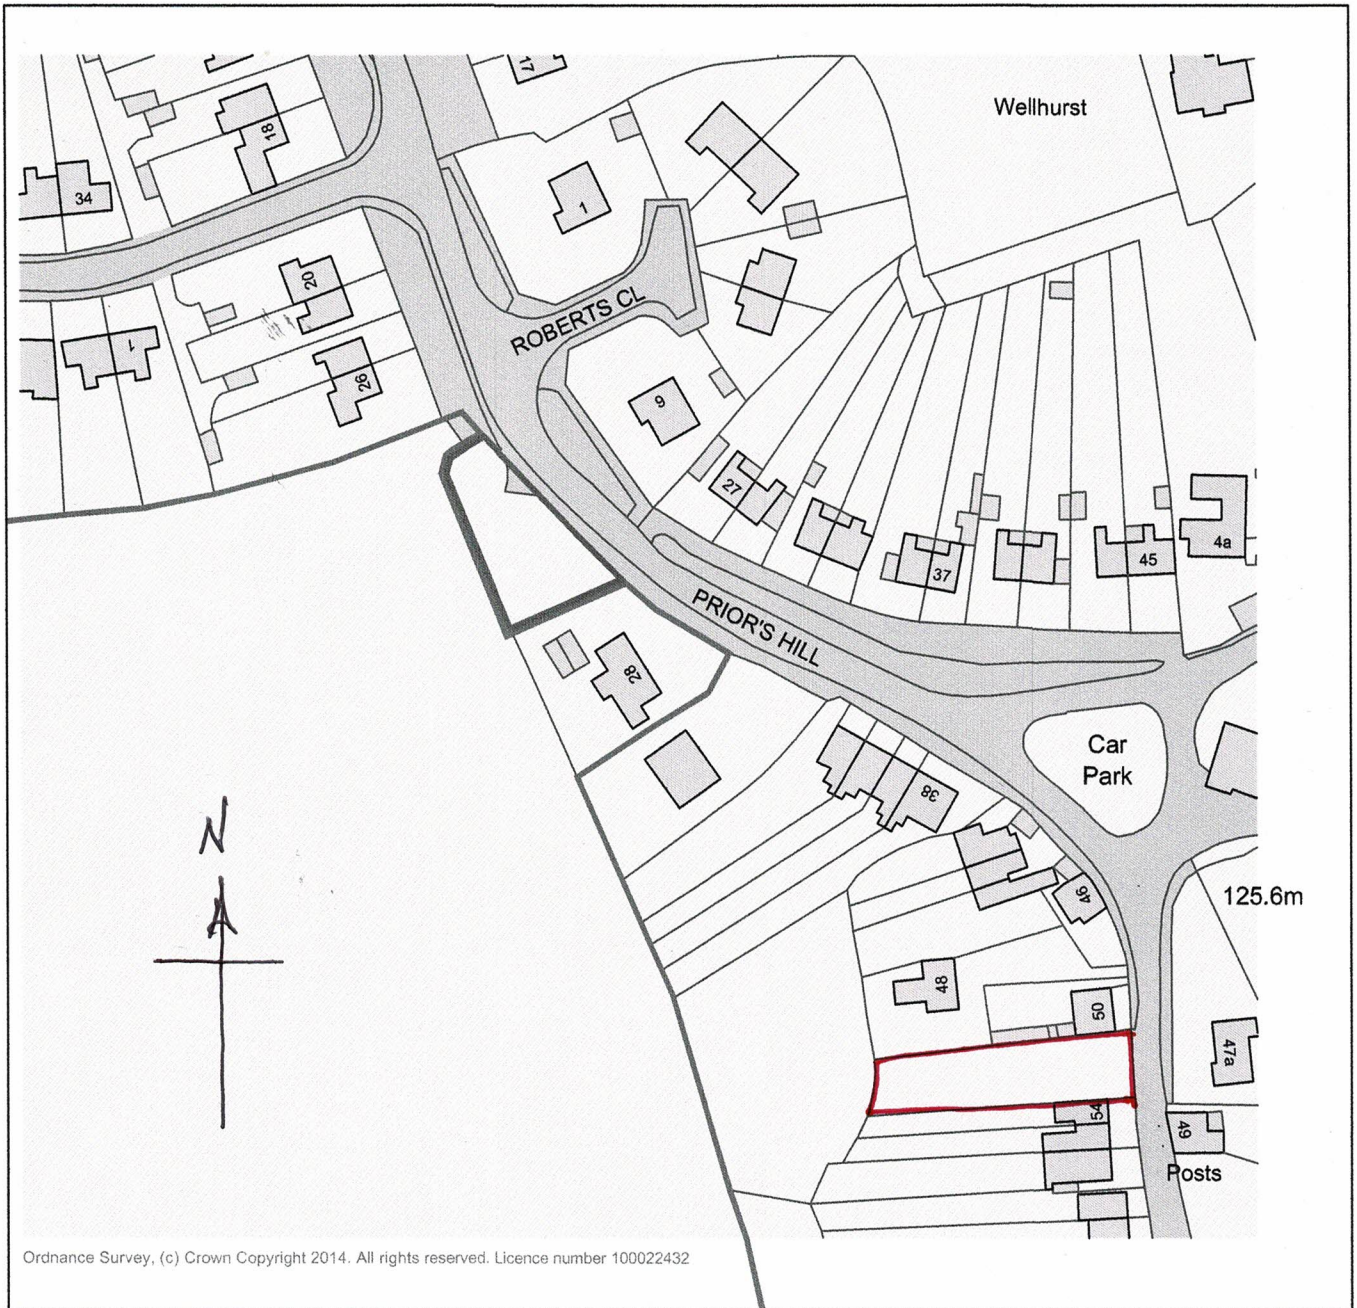 17
Wellhurst
18
34
1
20
ROBERTS CL
1
26
9
27
4a
45
37
PRIOR'S HILL
28
Car
Park
38
N
46
125.6m
48
50
47a
54
49
Posts
Ordnance Survey, (c) Crown Copyright 2014. All rights reserved. Licence number 100022432